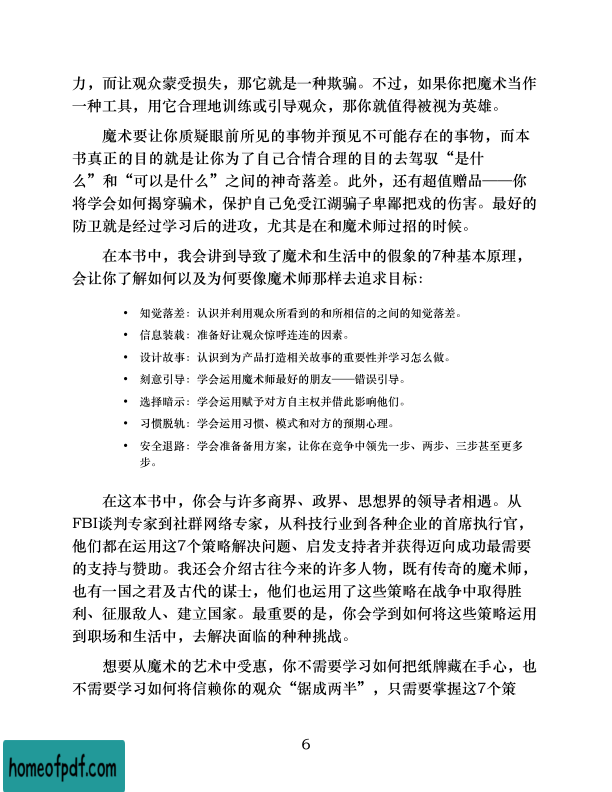 力，而让观众蒙受损失，那它就是一种欺骗。不过，如果你把魔术当作
一种工具，用它合理地训练或引导观众，那你就值得被视为英雄。
魔术要让你质疑眼前所见的事物并预见不可能存在的事物，而本
书真正的目的就是让你为了自己合情合理的目的去驾驭“是什
么”和“可以是什么”之间的神奇落差。此外，还有超值赠品——你
将学会如何揭穿骗术，保护自己免受江湖骗子卑鄙把戏的伤害。最好的
防卫就是经过学习后的进攻，尤其是在和魔术师过招的时候。
在本书中，我会讲到导致了魔术和生活中的假象的7种基本原理，
会让你了解如何以及为何要像魔术师那样去追求目标：
• 知觉落差：认识并利用观众所看到的和所相信的之间的知觉落差。
• 信息装载：准备好让观众惊呼连连的因素。
• 设计故事：认识到为产品打造相关故事的重要性并学习怎么做。
• 刻意引导：学会运用魔术师最好的朋友——错误引导。
• 选择暗示：学会运用赋予对方自主权并借此影响他们。
• 习惯脱轨：学会运用习惯、模式和对方的预期心理。
• 安全退路：学会准备备用方案，让你在竞争中领先一步、两步、三步甚至更多
步。
在这本书中，你会与许多商界、政界、思想界的领导者相遇。从
FBI谈判专家到社群网络专家，从科技行业到各种企业的首席执行官，
他们都在运用这7个策略解决问题、启发支持者并获得迈向成功最需要
的支持与赞助。我还会介绍古往今来的许多人物，既有传奇的魔术师，
也有一国之君及古代的谋士，他们也运用了这些策略在战争中取得胜
利、征服敌人、建立国家。最重要的是，你会学到如何将这些策略运用
到职场和生活中，去解决面临的种种挑战。
想要从魔术的艺术中受惠，你不需要学习如何把纸牌藏在手心，也
不需要学习如何将信赖你的观众“锯成两半”，只需要掌握这7个策
6
homeofpdf.com